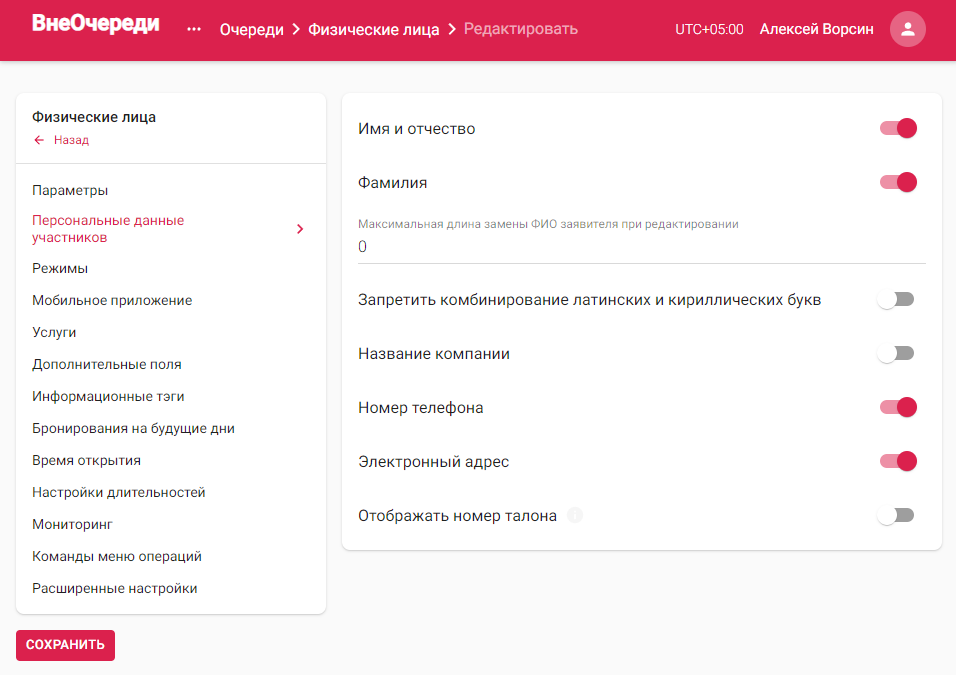 ВнеОчереди
··· Очереди > Физические лица > Редактировать
UTC+05:00 Алексей Ворсин
Физические лица
← Назад
Параметры
Персональные данные
участников
Режимы
Мобильное приложение
Услуги
Дополнительные поля
Информационные тэги
Бронирования на будущие дни
Время открытия
Настройки длительностей
Мониторинг
Команды меню операций
Расширенные настройки
СОХРАНИТЬ
Имя и отчество
Фамилия
Максимальная длина замены ФИО заявителя при редактировании
0
Запретить комбинирование латинских и кириллических букв
Название компании
Номер телефона
Электронный адрес
Отображать номер талона